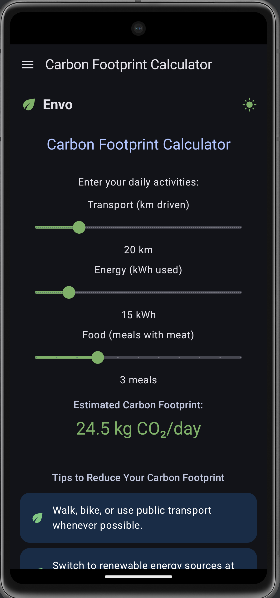 Carbon Footprint Calculator
Envo
Carbon Footprint Calculator
Enter your daily activities:
Transport (km driven)
20 km
Energy (kWh used)
15 kWh
Food (meals with meat)
3 meals
Estimated Carbon Footprint:
24.5 kg CO₂/day
Tips to Reduce Your Carbon Footprint
Walk, bike, or use public transport
whenever possible.
Switch to renewable energy sources at